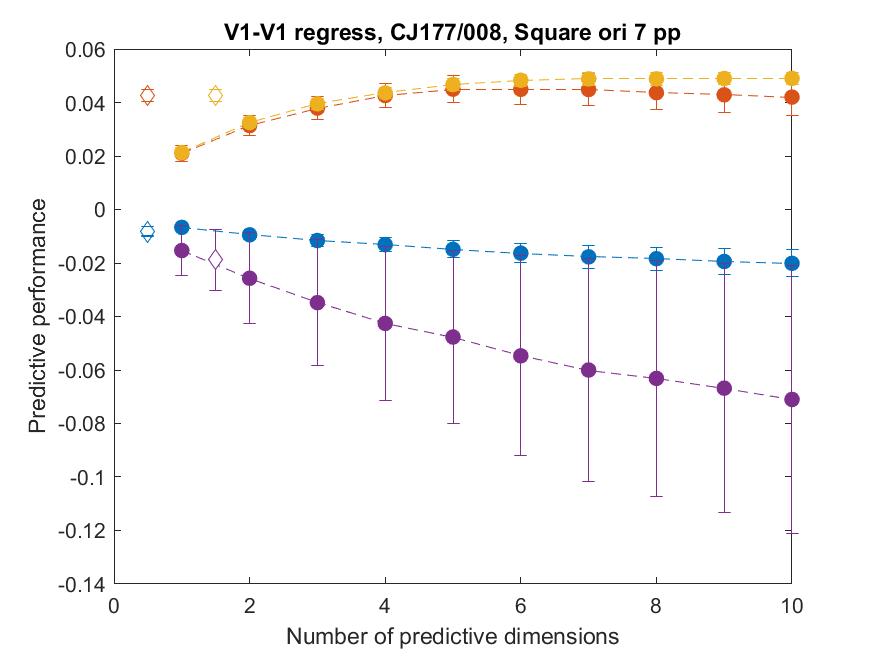 V1-V1 regress, CJ177/008, Square ori 7 pp
0.06
0.04
0.02
0
-0.02
-0.04
-0.06
-0.08
-0.1
-0.12
-0.14
Predictive performance
0 2 4 6 8 10
Number of predictive dimensions